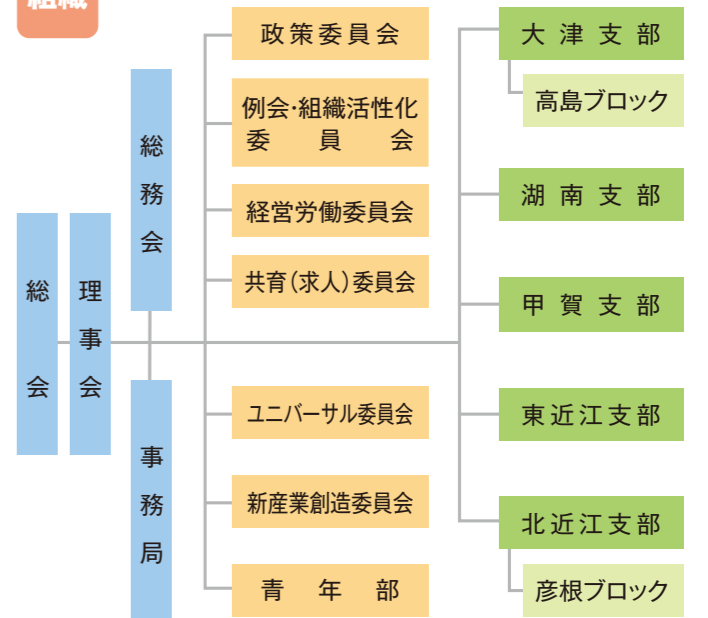 組織
総会
理事会
総務会
事務局
政策委員会
例会·組織活性化
委員会
経営労働委員会
共育(求人)委員会
ユニバーサル委員会
新産業創造委員会
青年部
大津支部
高島ブロック
湖南支部
甲賀支部
東近江支部
北近江支部
彦根ブロック